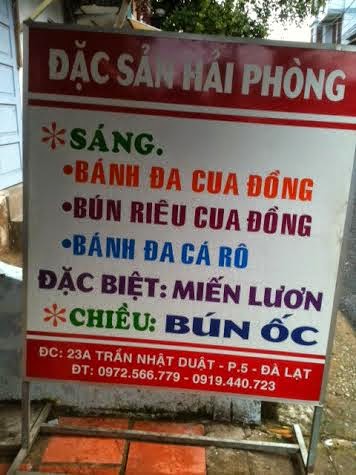 ĐẶC SẢN HẢI PHÒNG
*SÁNG.
•BÁNH ĐA CUA ĐỒNG
•BÚN RIÊU CUA ĐỒNG
•BÁNH ĐA CÁ RÔ
ĐẶC BIỆT: MIẾN LƯƠN
*CHIỀU: BÚN ỐC
ĐC: 23A TRẦN NHẬT DUẬT - P.5 - ĐÀ LẠT
ĐT: 0972.566.779 - 0919.440.723